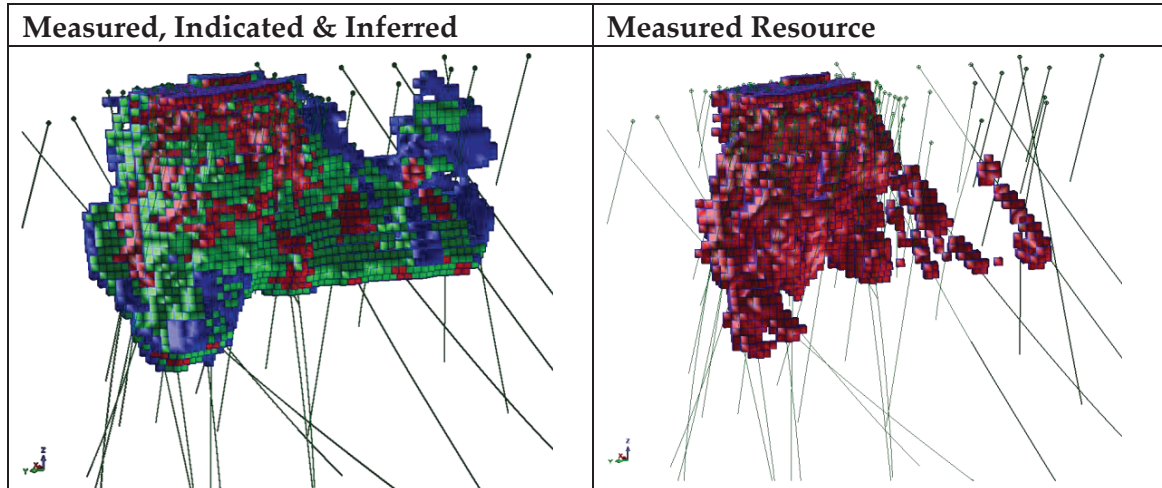 Measured, Indicated & Inferred
Measured Resource
Z
X
Y
Z
X
Y